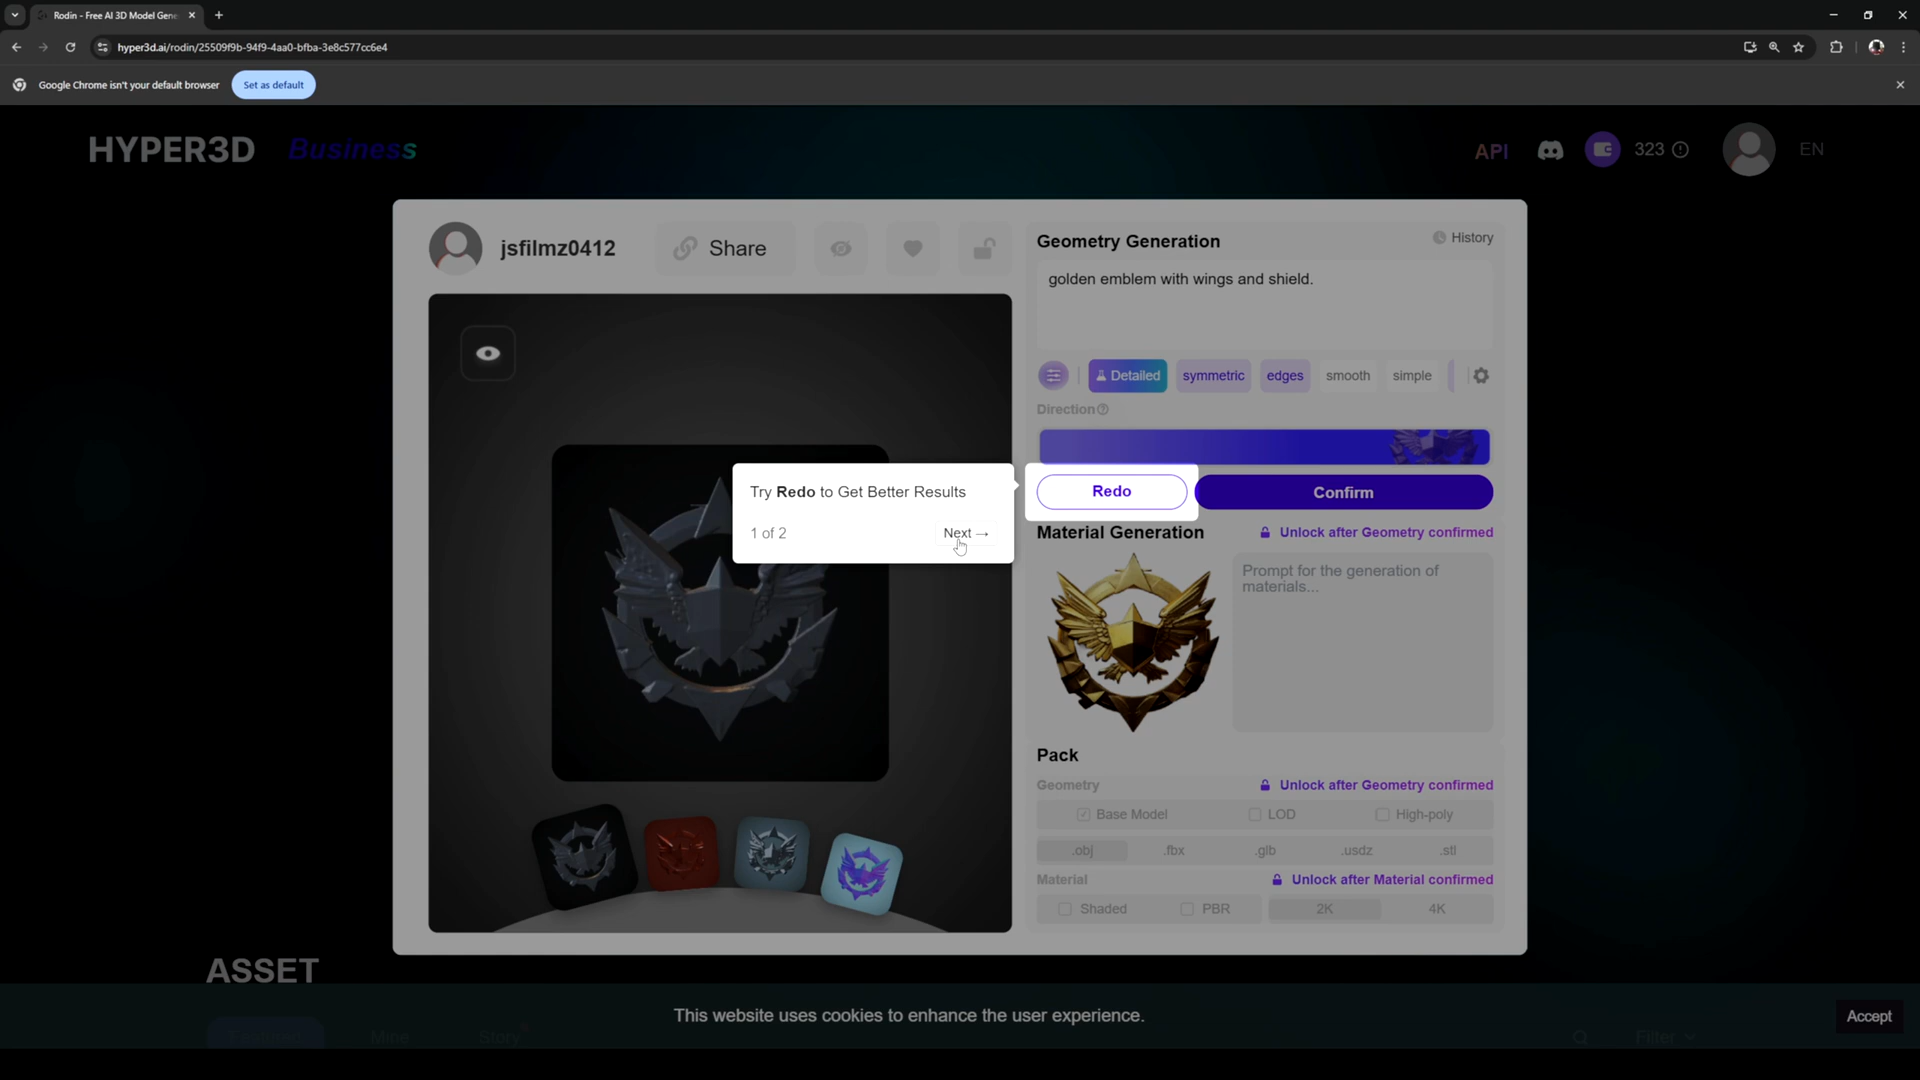 Rodin - Free AI 3D Model Gene
hyper3d.ai/rodin/25509f9b-94f9-4aa0-bfba-3e8c577cc6e4
Google Chrome isn't your default browser
Set as default
HYPER3D
Business
API
323
EN
jsfilmz0412
Share
Geometry Generation
History
golden emblem with wings and shield.
Detailed
symmetric
edges
smooth
simple
Direction
Try Redo to Get Better Results
1 of 2
Next →
Redo
Confirm
Material Generation
Unlock after Geometry confirmed
Prompt for the generation of
materials...
Pack
Geometry
Unlock after Geometry confirmed
Base Model
LOD
High-poly
.obj
.fbx
.glb
.usdz
.stl
Material
Unlock after Material confirmed
Shaded
PBR
2K
4K
ASSET
This website uses cookies to enhance the user experience.
Accept
Featured
Mine
Story
Filter